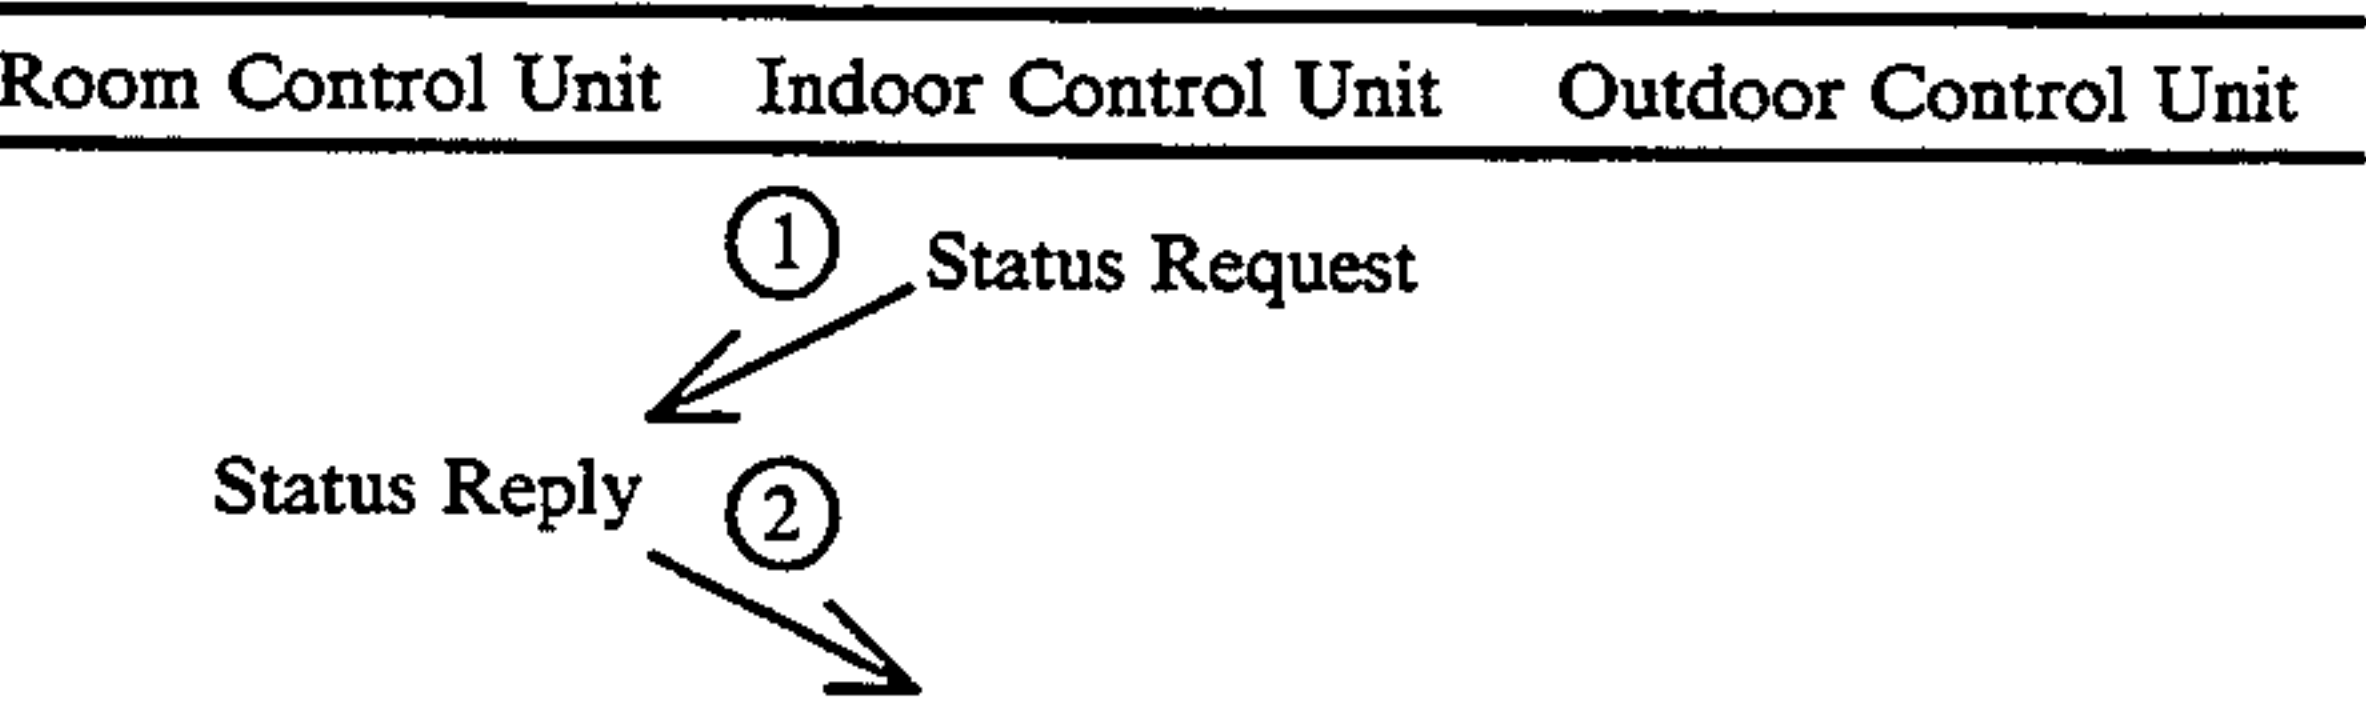 Room Control Unit Indoor Control Unit Outdoor Control Unit
1
Status Request
Status Reply
2